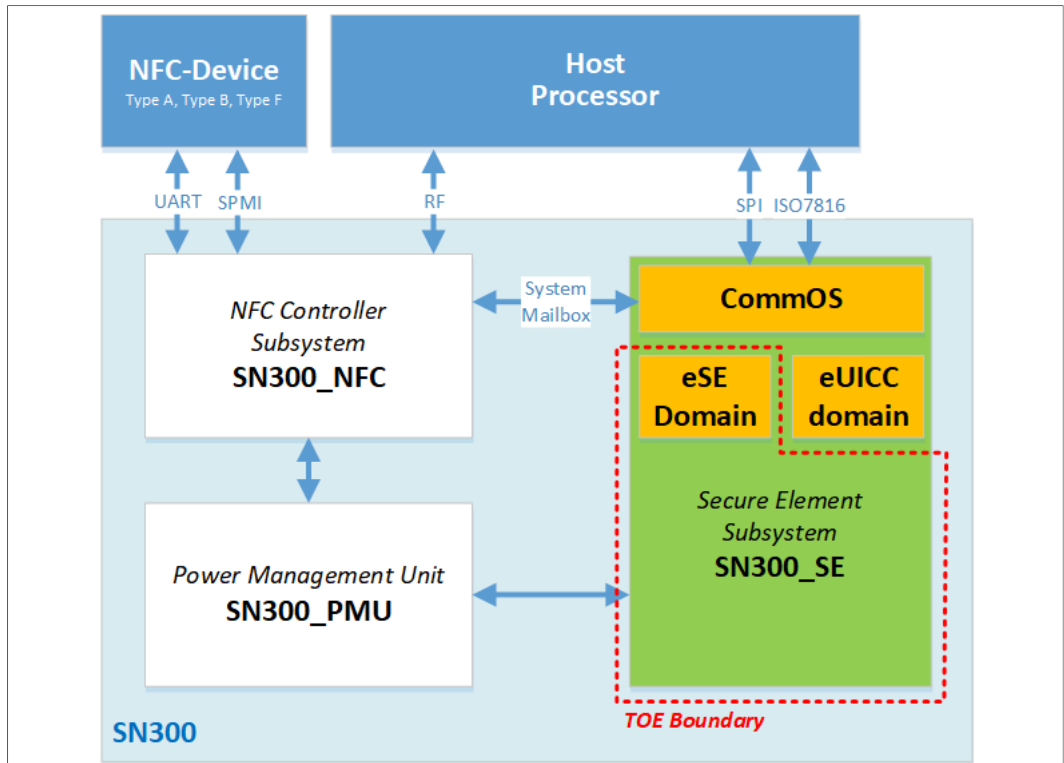 NFC-Device
Type A, Type B, Type F
Host
Processor
UART
SPMI
RF
SPI
ISO7816
NFC Controller
Subsystem
SN300_NFC
System
Mailbox
CommOS
eSE
Domain
eUICC
domain
Secure Element
Subsystem
SN300_SE
Power Management Unit
SN300_PMU
TOE Boundary
SN300